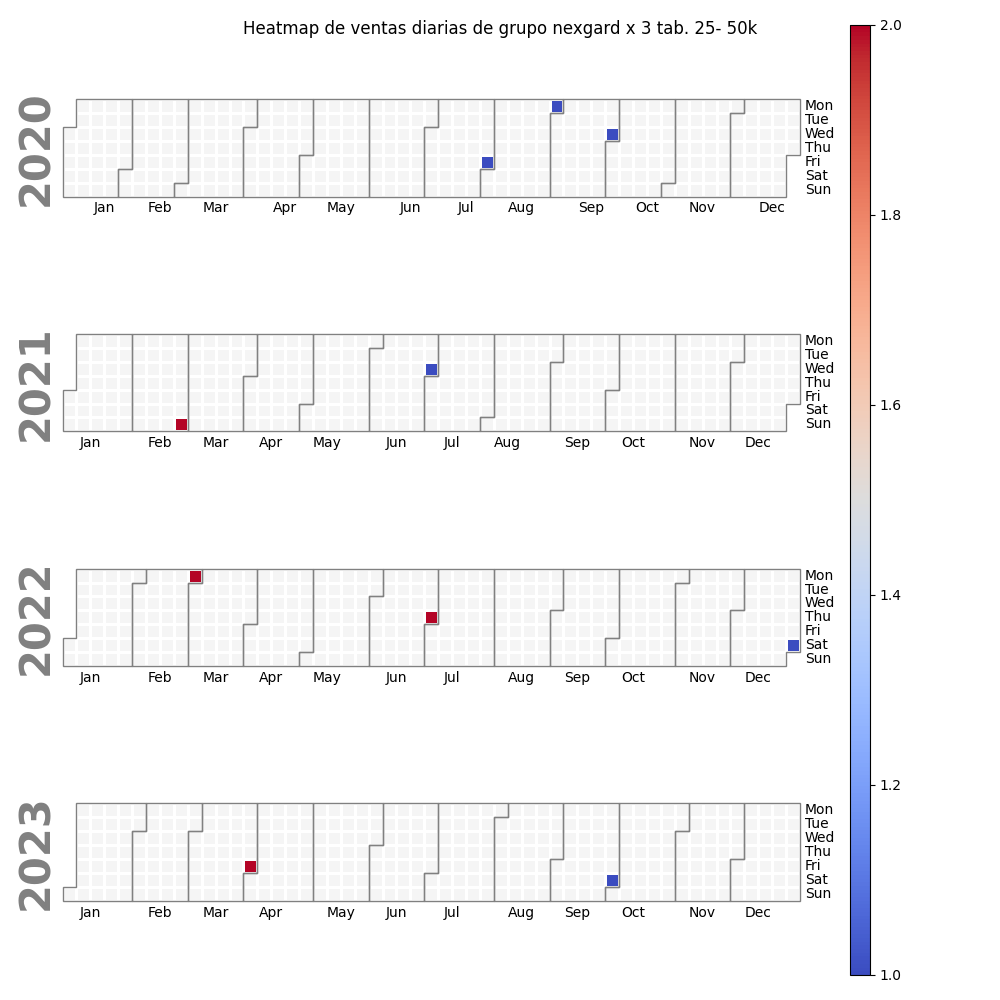 Heatmap de ventas diarias de grupo nexgard x 3 tab. 25- 50k
2020
Mon
Tue
Wed
Thu
Fri
Sat
Sun
Jan Feb Mar Apr May Jun Jul Aug Sep Oct Nov Dec
2021
Mon
Tue
Wed
Thu
Fri
Sat
Sun
Jan Feb Mar Apr May Jun Jul Aug Sep Oct Nov Dec
2022
Mon
Tue
Wed
Thu
Fri
Sat
Sun
Jan Feb Mar Apr May Jun Jul Aug Sep Oct Nov Dec
2023
Mon
Tue
Wed
Thu
Fri
Sat
Sun
Jan Feb Mar Apr May Jun Jul Aug Sep Oct Nov Dec
2.0
1.8
1.6
1.4
1.2
1.0